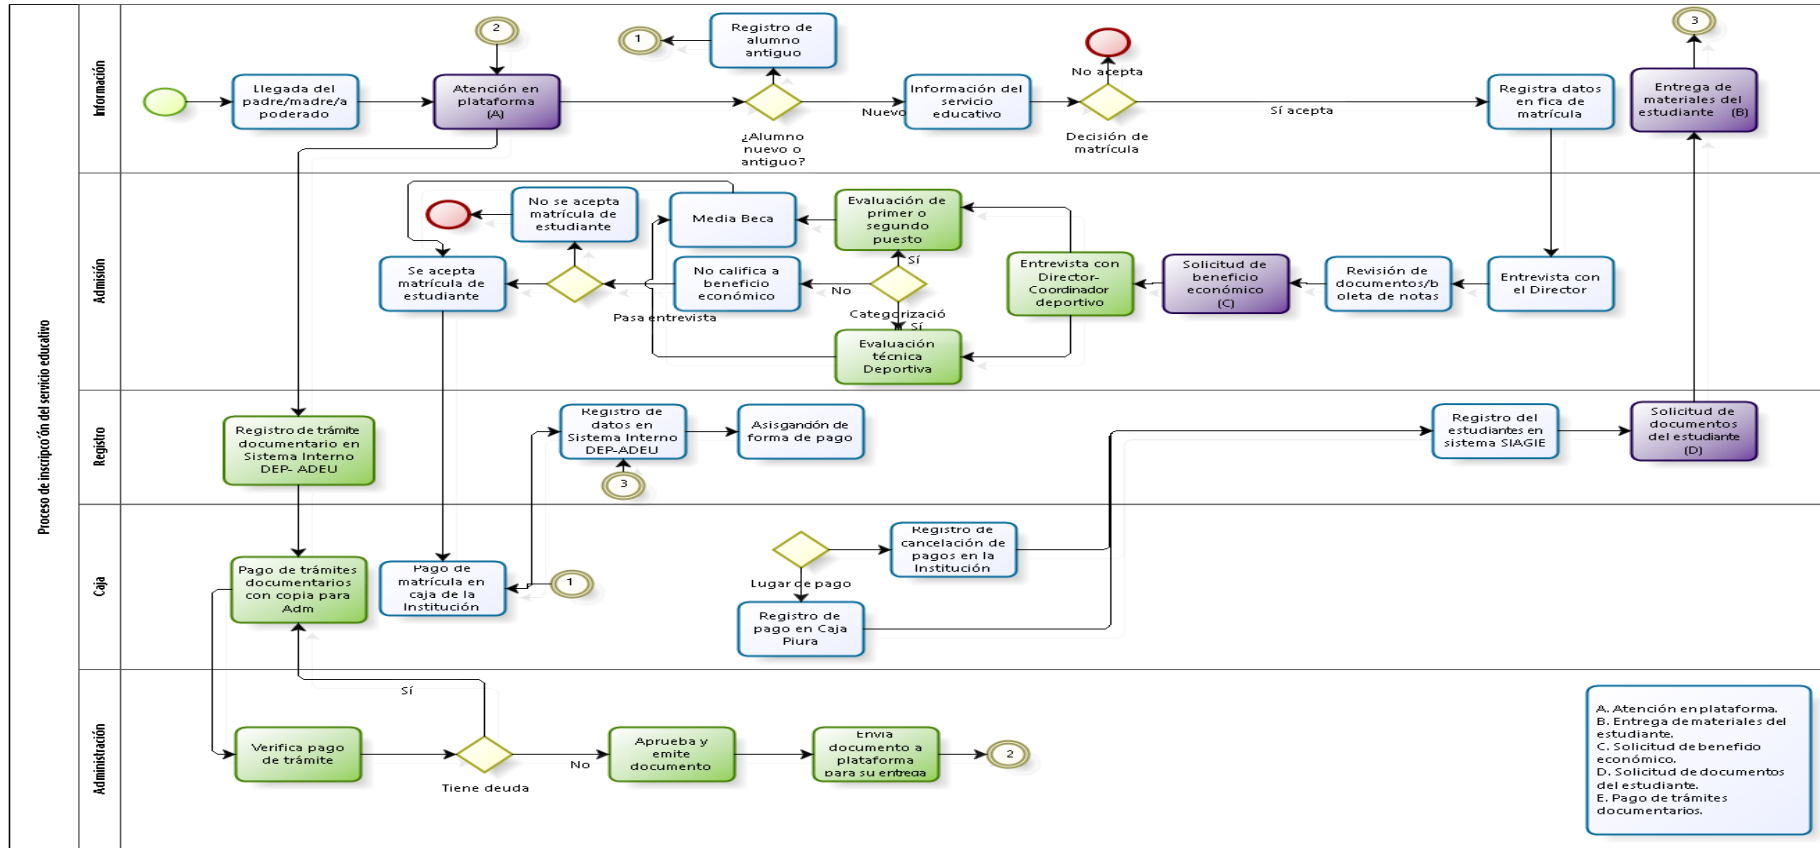 Proceso de inscripción del servicio educativo
Información
2
1
Registro de
alumno
antiguo
3
Llegada del
padre/madre/a
poderado
Atención en
plataforma
(A)
Nuevo
¿Alumno
nuevo o
antiguo?
Información del
servicio
educativo
No acepta
Decisión de
matrícula
Sí acepta
Registra datos
en fica de
matrícula
Entrega de
materiales del
estudiante (B)
Admisión
No se acepta
matrícula de
estudiante
Media Beca
Evaluación de
primer o
segundo
puesto
Se acepta
matrícula de
estudiante
Pasa entrevista
No califica a
beneficio
económico
No
Sí
Categorizació
Sí
Entrevista con
Director-
Coordinador
deportivo
Solicitud de
beneficio
económico
(C)
Revisión de
documentos/b
oleta de notas
Entrevista con
el Director
Evaluación
técnica
Deportiva
Registro
Registro de trámite
documentario en
Sistema Interno
DEP- ADEU
Registro de
datos en
Sistema Interno
DEP-ADEU
3
Asisganción de
forma de pago
Registro del
estudiantes en
sistema SIAGIE
Solicitud de
documentos
del estudiante
(D)
Caja
Pago de trámites
documentarios
con copia para
Adm
Pago de
matrícula en
caja de la
Institución
1
Lugar de pago
Registro de
cancelación de
pagos en la
Institución
Registro de
pago en Caja
Piura
Administración
Sí
Verifica pago
de trámite
Tiene deuda
No
Aprueba y
emite
documento
Envía
documento a
plataforma
para su entrega
2
A. Atención en plataforma.
B. Entrega de materiales del
estudiante.
C. Solicitud de beneficio
económico.
D. Solicitud de documentos
del estudiante.
E. Pago de trámites
documentarios.